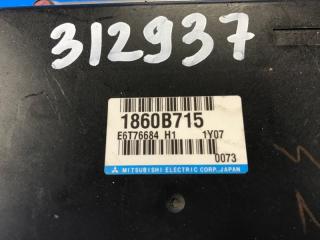 312937
1860B715
E6T76684 H1 1Y07
0073
MITSUBISHI ELECTRIC CORP. JAPAN